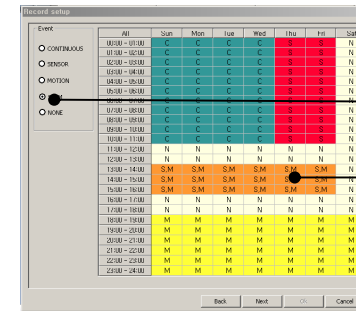 Record setup
Event
CONTINUOUS
SENSOR
MOTION
NONE
All Sun Mon Tue Wed Thu Fri Sat
00:00 - 01:00 C C C C S S N
01:00 - 02:00 C C C C S S N
02:00 - 03:00 C C C C S S N
03:00 - 04:00 C C C C S S N
04:00 - 05:00 C C C C S S N
05:00 - 06:00 C C C C S S N
07:00 - 08:00 C C C C S S N
08:00 - 09:00 C C C C S S N
09:00 - 10:00 C C C C S S N
10:00 - 11:00 C C C C S S N
11:00 - 12:00 N N N N N N N
12:00 - 13:00 N N N N N N N
13:00 - 14:00 S,M S,M S,M S,M S,M S,M N
14:00 - 15:00 S,M S,M S,M S,M S,M N
15:00 - 16:00 S,M S,M S,M S,M S,M S,M N
16:00 - 17:00 N N N N N N N
17:00 - 18:00 N N N N N N N
18:00 - 19:00 M M M M M M M
19:00 - 20:00 M M M M M M M
20:00 - 21:00 M M M M M M M
21:00 - 22:00 M M M M M M M
22:00 - 23:00 M M M M M M M
23:00 - 24:00 M M M M M M M
Back Next Ok Cancel